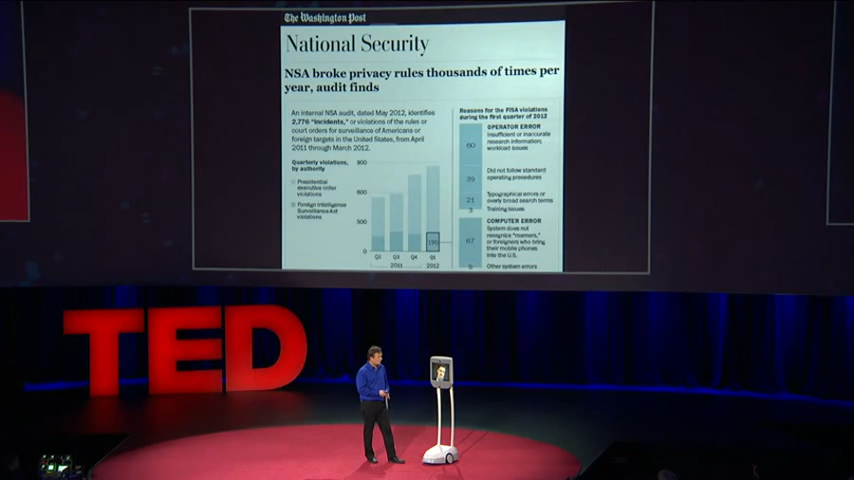 The Washington Post
National Security
NSA broke privacy rules thousands of times per
year, audit finds
An internal NSA audit, dated May 2012, identifies
2,776 "incidents," or violations of the rules or
court orders for surveillance of Americans or
foreign targets in the United States, from April
2011 through March 2012.
Quarterly violations,
by authority
Presidential
executive order
violations
Foreign Intelligence
Surveillance Act
violations
900
600
300
0
195
Q2 Q3 Q4 Q1
2011 2012
Reasons for the FISA violations
during the first quarter of 2012
60
OPERATOR ERROR
Insufficient or inaccurate
research information;
workload issues
39
Did not follow standard
operating procedures
21
Typographical errors or
overly broad search terms
3
Training issues
67
COMPUTER ERROR
System does not
recognize "roamers,"
or foreigners who bring
their mobile phones
into the U.S.
5
Other system errors
TED